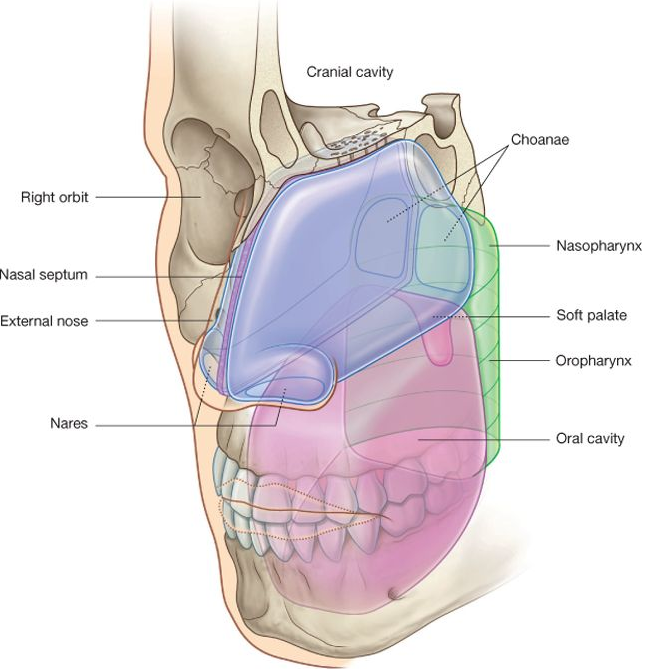 Cranial cavity
Choanae
Right orbit
Nasopharynx
Nasal septum
Soft palate
External nose
Oropharynx
Nares
Oral cavity